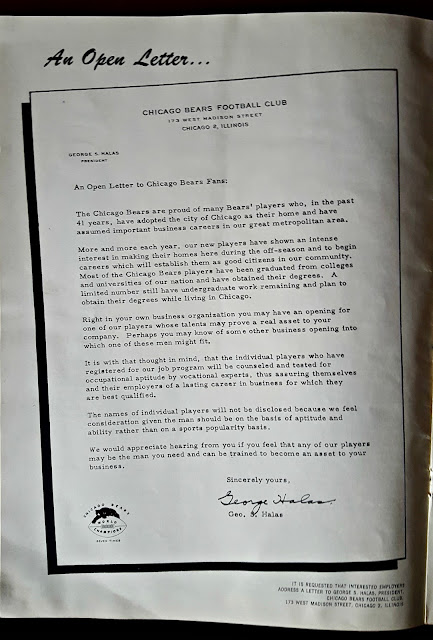 An Open Letter...
CHICAGO BEARS FOOTBALL CLUB
173 WEST MADISON STREET
CHICAGO 2, ILLINOIS
GEORGE S. HALAS
PRESIDENT
An Open Letter to Chicago Bears Fans:
The Chicago Bears are proud of many Bears' players who, in the past
41 years, have adopted the city of Chicago as their home and have
assumed important business careers in our great metropolitan area.
More and more each year, our new players have shown an intense
interest in making their homes here during the off-season and to begin
careers which will establish them as good citizens in our community.
Most of the Chicago Bears players have been graduated from colleges
and universities of our nation and have obtained their degrees. A
limited number still have undergraduate work remaining and plan to
obtain their degrees while living in Chicago.
Right in your own business organization you may have an opening for
one of our players whose talents may prove a real asset to your
company. Perhaps you may know of some other business opening into
which one of these men might fit.
It is with that thought in mind, that the individual players who have
registered for our job program will be counseled and tested for
occupational aptitude by vocational experts, thus assuring themselves
and their employers of a lasting career in business for which they
are best qualified.
The names of individual players will not be disclosed because we feel
consideration given the man should be on the basis of aptitude and
ability rather than on a sports popularity basis.
We would appreciate hearing from you if you feel that any of our players
may be the man you need and can be trained to become an asset to your
business.
Sincerely yours,
George Halas
Geo. S. Halas
CHICAGO BEARS
WORLD
CHAMPIONS
SEVEN TIMES
IT IS REQUESTED THAT INTERESTED EMPLOYERS
ADDRESS A LETTER TO GEORGE S. HALAS, PRESIDENT,
CHICAGO BEARS FOOTBALL CLUB,
173 WEST MADISON STREET, CHICAGO 2, ILLINOIS